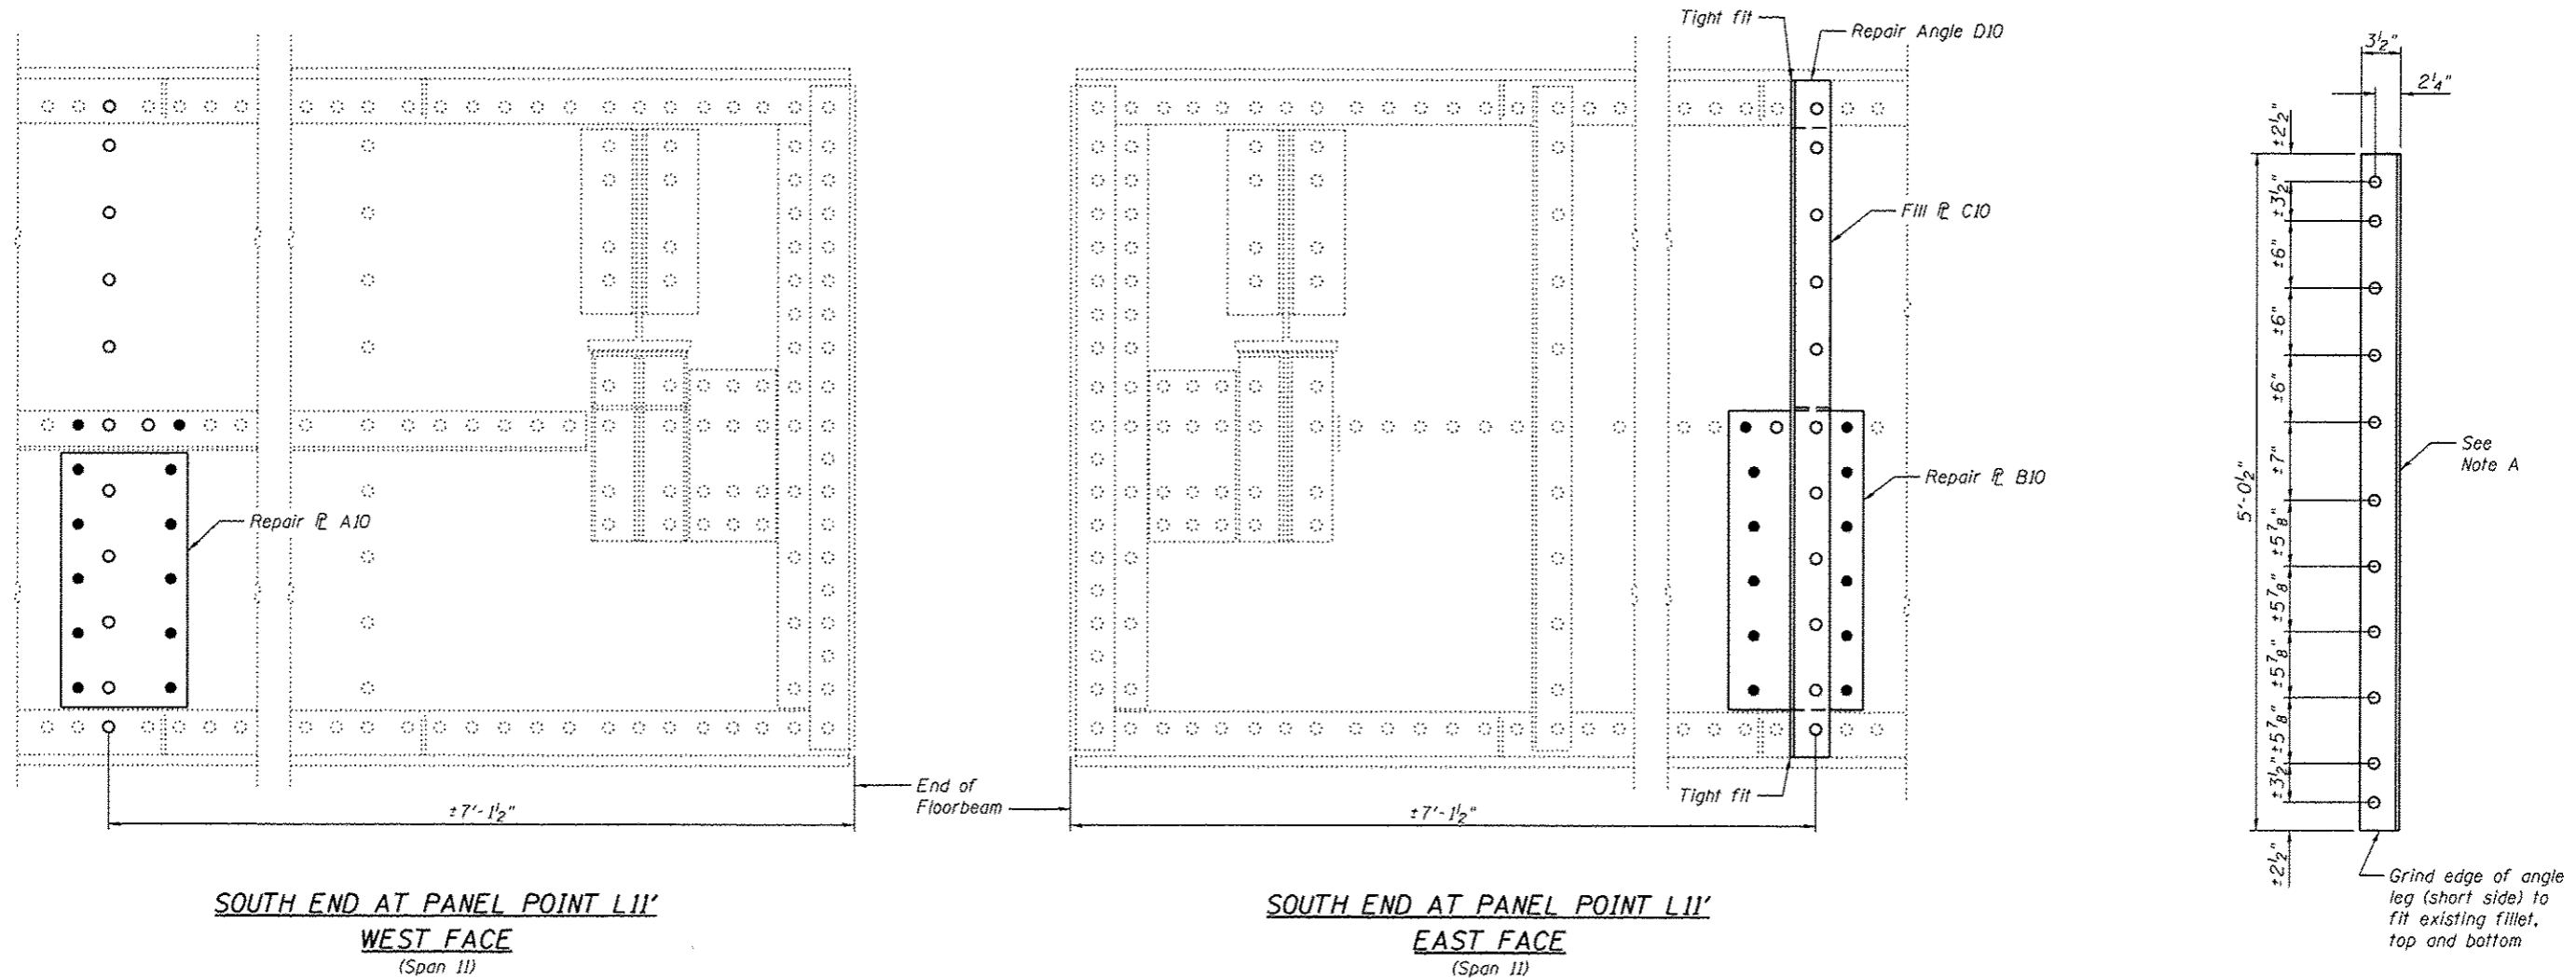 Tight fit
Repair Angle D10
Fill ℄ C10
Repair ℄ B10
Repair ℄ A10
End of
Floorbeam
±7'-1½"
±7'-1½"
Tight fit
SOUTH END AT PANEL POINT L11'
WEST FACE
(Span 11)
SOUTH END AT PANEL POINT L11'
EAST FACE
(Span 11)
3½"
2¼"
±2½"
±3½"
±6"
±6"
±6"
±7"
±5⅞"
±5⅞"
±5⅞"
±5⅞"
±3½"
±2½"
5'-0½"
See
Note A
Grind edge of angle
leg (short side) to
fit existing fillet,
top and bottom